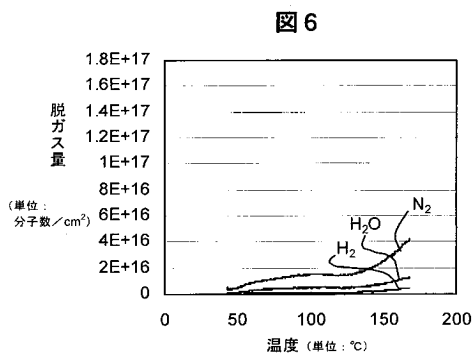 図6
1.8E+17
1.6E+17
1.4E+17
1.2E+17
1E+17
8E+16
6E+16
4E+16
2E+16
0
脱ガス量
(単位:
分子数/cm²)
N₂
H₂O
H₂
0
50
100
150
200
温度 (単位:℃)